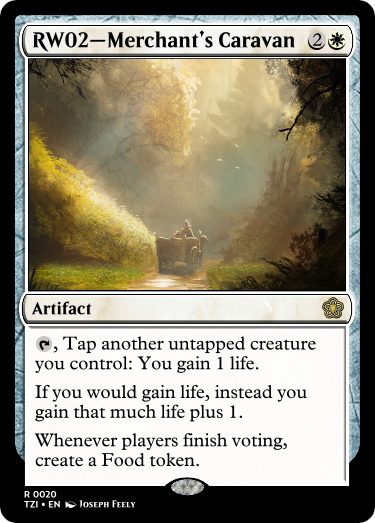 RW02—Merchant's Caravan 2
Artifact
, Tap another untapped creature
you control: You gain 1 life.
If you would gain life, instead you
gain that much life plus 1.
Whenever players finish voting,
create a Food token.
R 0020
TZI • EN Joseph Feely